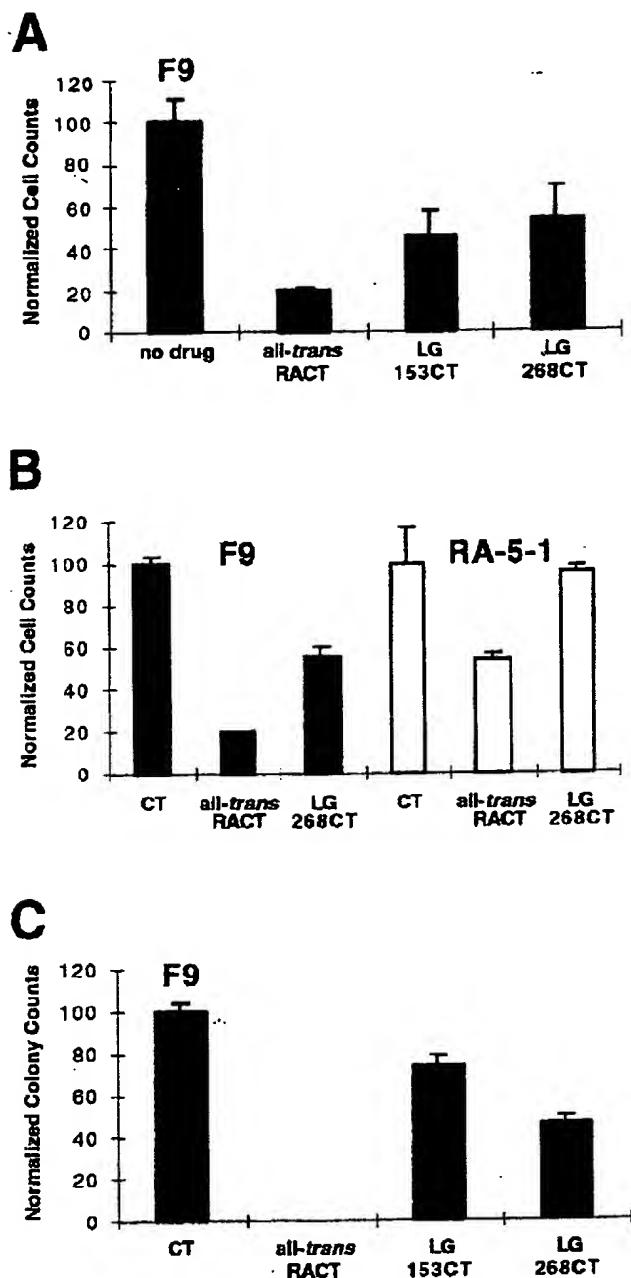 A
F9
Normalized Cell Counts
120
100
80
60
40
20
0
no drug
all-trans
RACT
LG
153CT
LG
268CT
B
F9
RA-5-1
Normalized Cell Counts
120
100
80
60
40
20
0
CT
all-trans
RACT
LG
268CT
CT
all-trans
RACT
LG
268CT
C
F9
Normalized Colony Counts
120
100
80
60
40
20
0
CT
all-trans
RACT
LG
153CT
LG
268CT